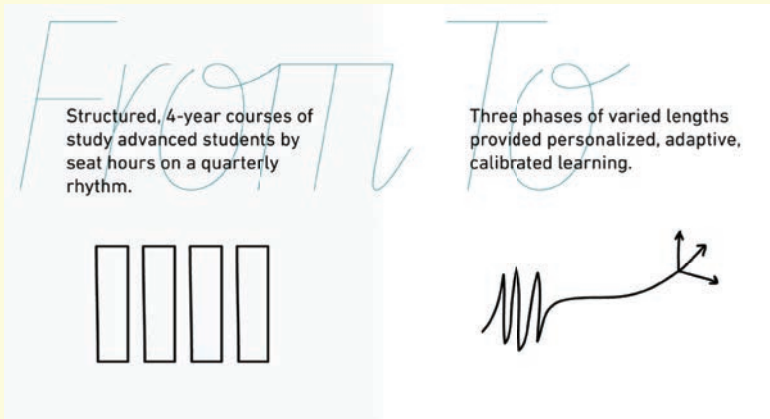 From
Structured, 4-year courses of
study advanced students by
seat hours on a quarterly
rhythm.
To
Three phases of varied lengths
provided personalized, adaptive,
calibrated learning.